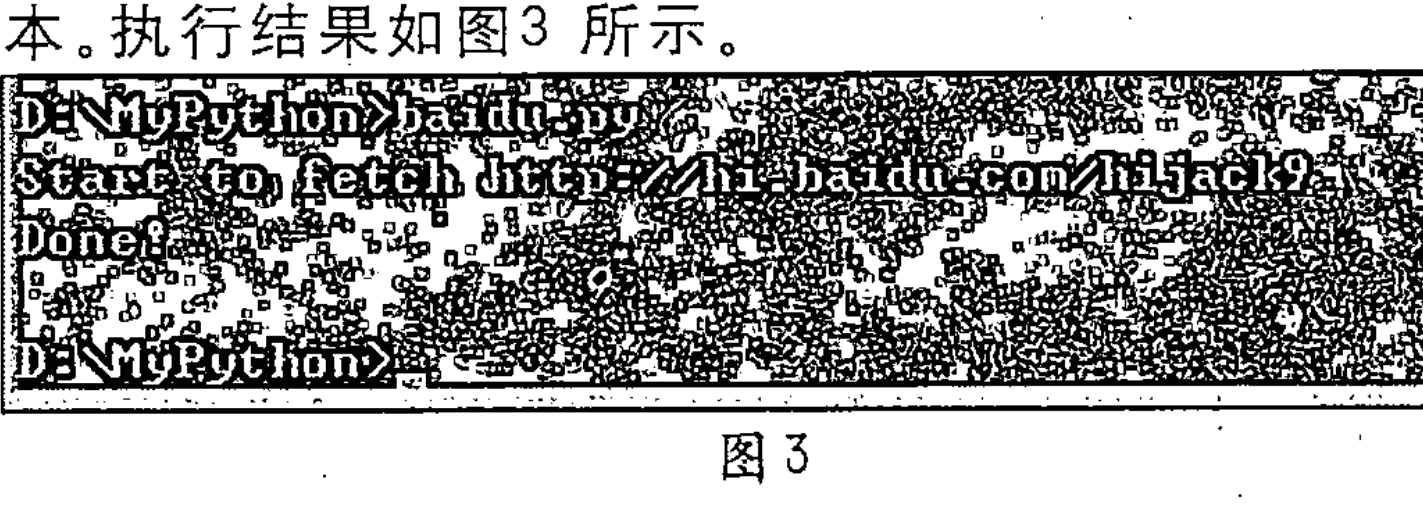 本。执行结果如图3 所示。
D:\MyPython>baidu.py
Start to fetch http://hi.baidu.com/hijack9
Done!
D:\MyPython>
图 3